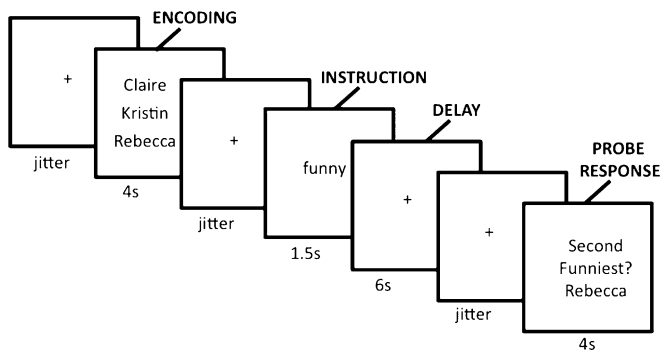 +
jitter
ENCODING
Claire
Kristin
Rebecca
4s
+
jitter
INSTRUCTION
funny
1.5s
DELAY
+
6s
+
jitter
PROBE
RESPONSE
Second
Funniest?
Rebecca
4s